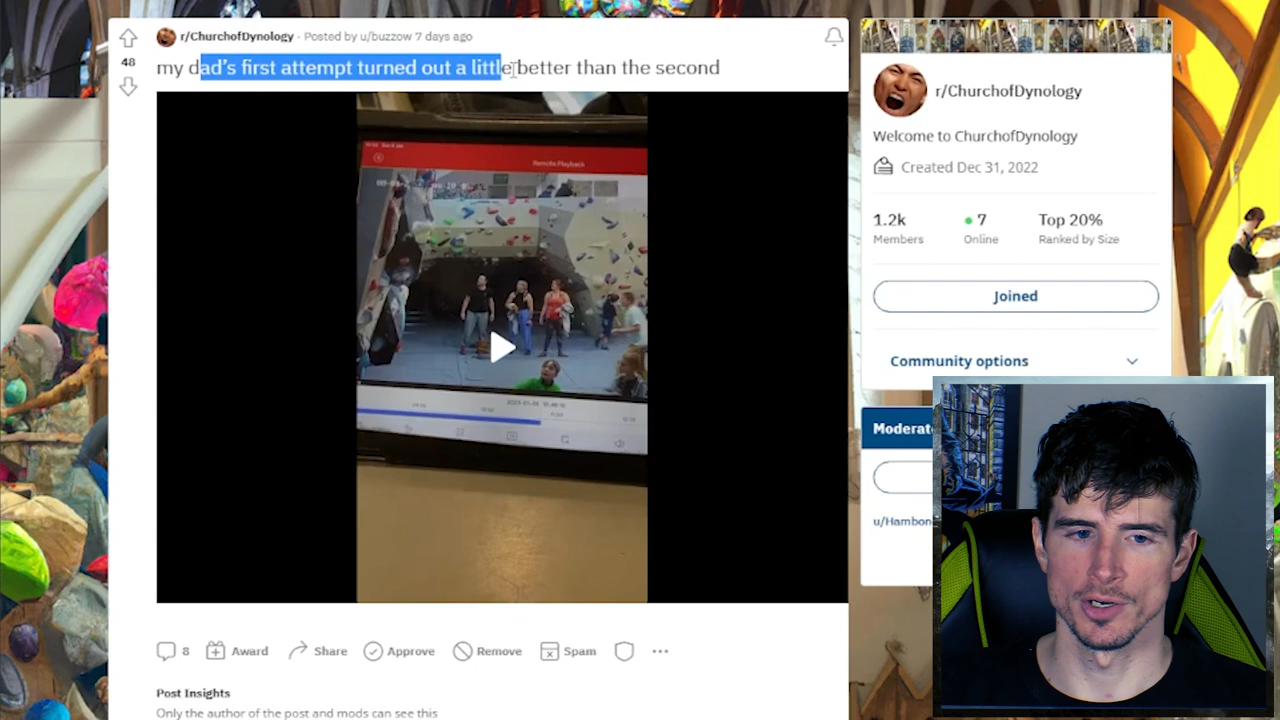 r/ChurchofDynology · Posted by u/buzzow 7 days ago
48
my dad's first attempt turned out a little better than the second
Remote Playback
8 Award Share Approve Remove Spam
Post Insights
Only the author of the post and mods can see this
r/ChurchofDynology
Welcome to ChurchofDynology
Created Dec 31, 2022
1.2k 7 Top 20%
Members Online Ranked by Size
Joined
Community options
Moderat
u/Hambon